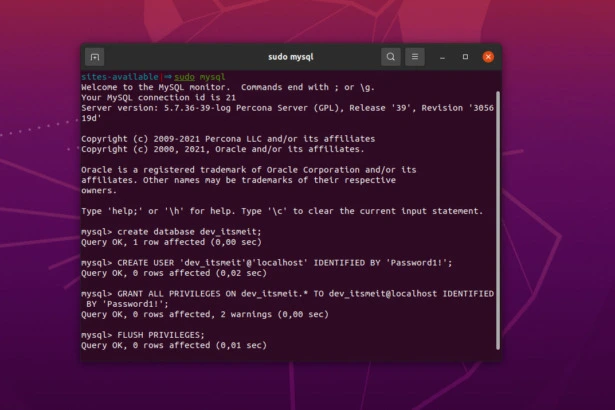 sudo mysql
sites-available|⇒sudo mysql
Welcome to the MySQL monitor.  Commands end with ; or \g.
Your MySQL connection id is 21
Server version: 5.7.36-39-log Percona Server (GPL), Release '39', Revision '3056
19d'
Copyright (c) 2009-2021 Percona LLC and/or its affiliates
Copyright (c) 2000, 2021, Oracle and/or its affiliates.
Oracle is a registered trademark of Oracle Corporation and/or its
affiliates. Other names may be trademarks of their respective
owners.
Type 'help;' or '\h' for help. Type '\c' to clear the current input statement.
mysql> create database dev_itsmeit;
Query OK, 1 row affected (0,00 sec)
mysql> CREATE USER 'dev_itsmeit'@'localhost' IDENTIFIED BY 'Password1!';
Query OK, 0 rows affected (0,02 sec)
mysql> GRANT ALL PRIVILEGES ON dev_itsmeit.* TO dev_itsmeit@localhost IDENTIFIED
 BY 'Password1!';
Query OK, 0 rows affected, 2 warnings (0,00 sec)
mysql> FLUSH PRIVILEGES;
Query OK, 0 rows affected (0,01 sec)